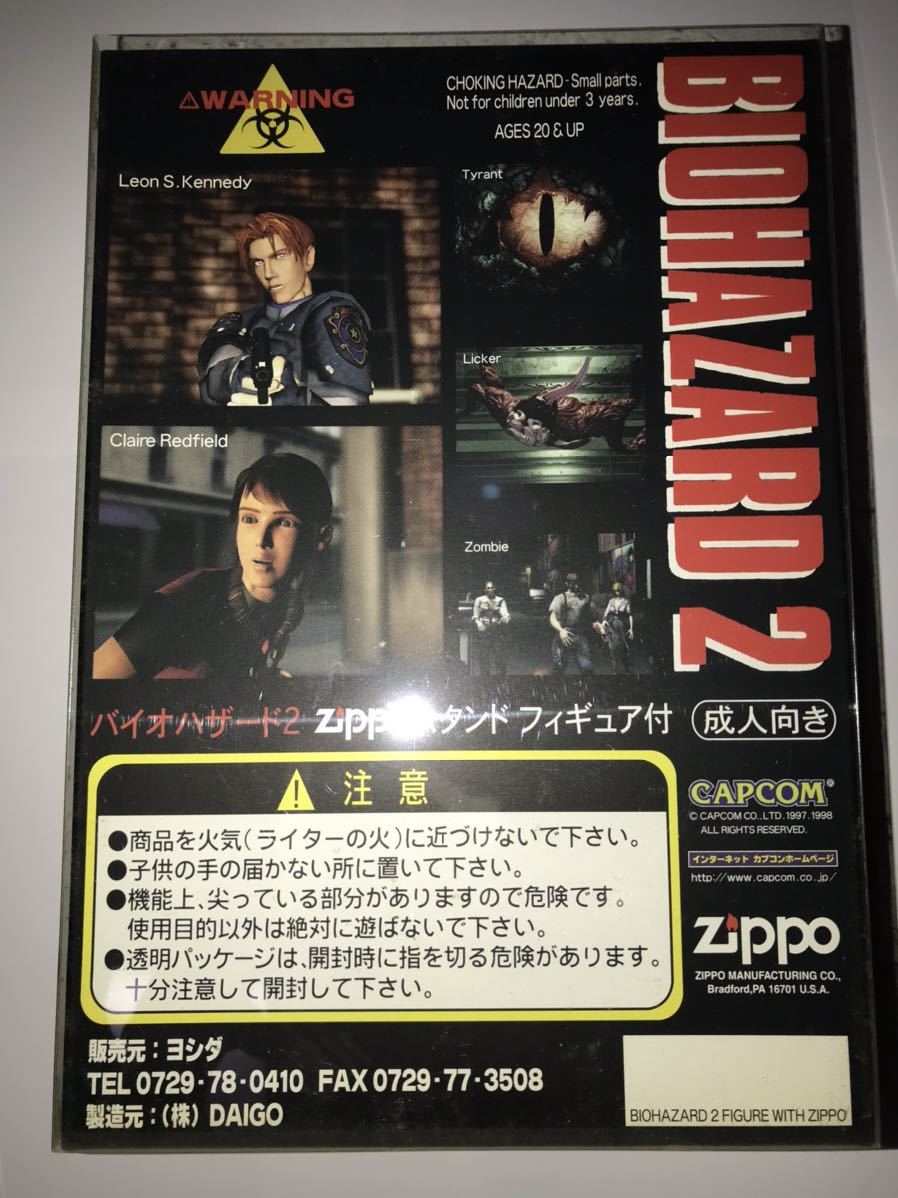 ⚠WARNING
CHOKING HAZARD-Small parts.
Not for children under 3 years.
AGES 20 & UP
BIOHAZARD 2
Leon S. Kennedy
Tyrant
Licker
Claire Redfield
Zombie
バイオハザード2 Zippoスタンド フィギュア付 成人向き
⚠ 注意
●商品を火気(ライターの火)に近づけないで下さい。
●子供の手の届かない所に置いて下さい。
●機能上、尖っている部分がありますので危険です。
使用目的以外は絶対に遊ばないで下さい。
●透明パッケージは、開封時に指を切る危険があります。
十分注意して開封して下さい。
CAPCOM®
© CAPCOM CO., LTD. 1997. 1998
ALL RIGHTS RESERVED.
インターネット カプコンホームページ
http://www.capcom.co.jp/
Zippo
ZIPPO MANUFACTURING CO.,
Bradford, PA 16701 U.S.A.
販売元：ヨシダ
TEL 0729-78-0410 FAX 0729-77-3508
製造元：(株) DAIGO
BIOHAZARD 2 FIGURE WITH ZIPPO